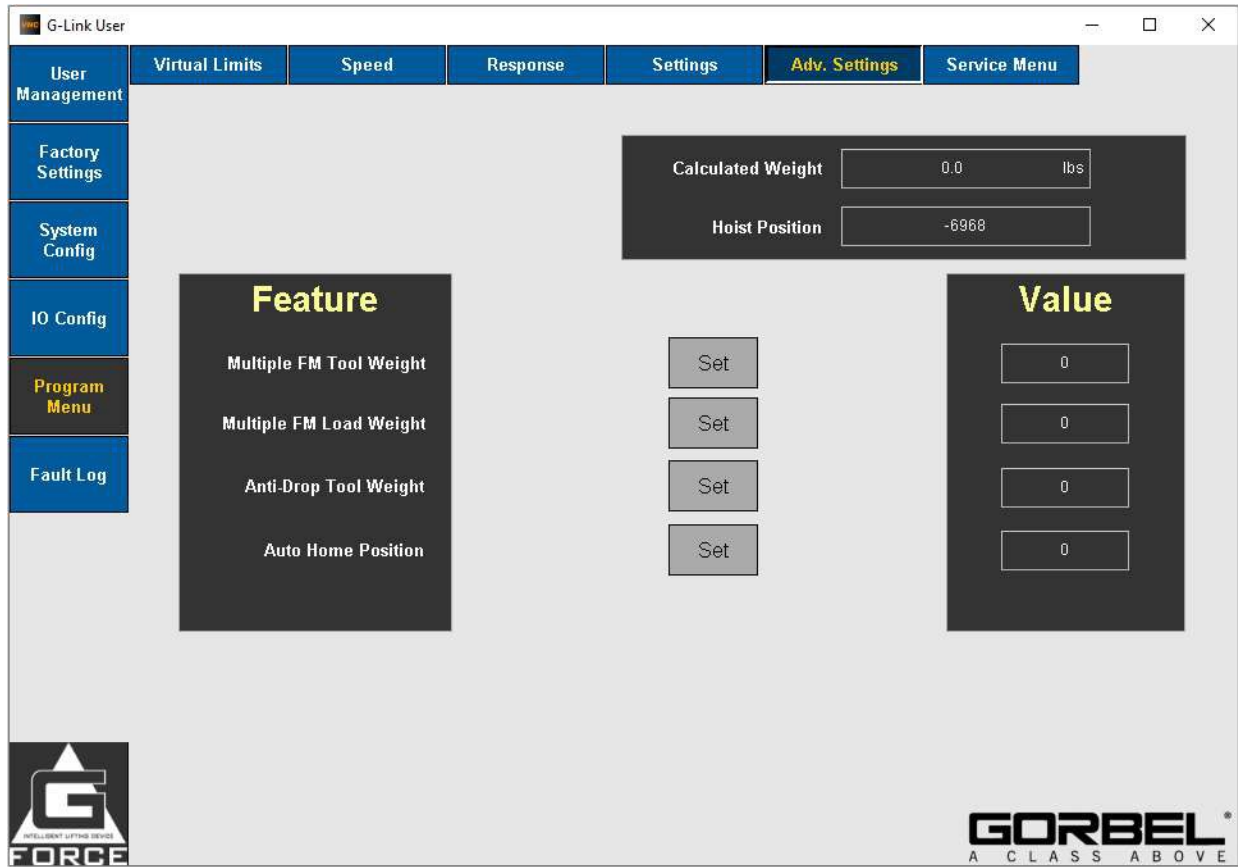 G-Link User
User
Management
Virtual Limits
Speed
Response
Settings
Adv. Settings
Service Menu
Factory
Settings
System
Config
IO Config
Program
Menu
Fault Log
Calculated Weight
0.0
lbs
Hoist Position
-6968
Feature
Value
Multiple FM Tool Weight
Set
0
Multiple FM Load Weight
Set
0
Anti-Drop Tool Weight
Set
0
Auto Home Position
Set
0
G
INTELLIGENT LIFTING DEVICE
FORCE
GORBEL®
A CLASS ABOVE